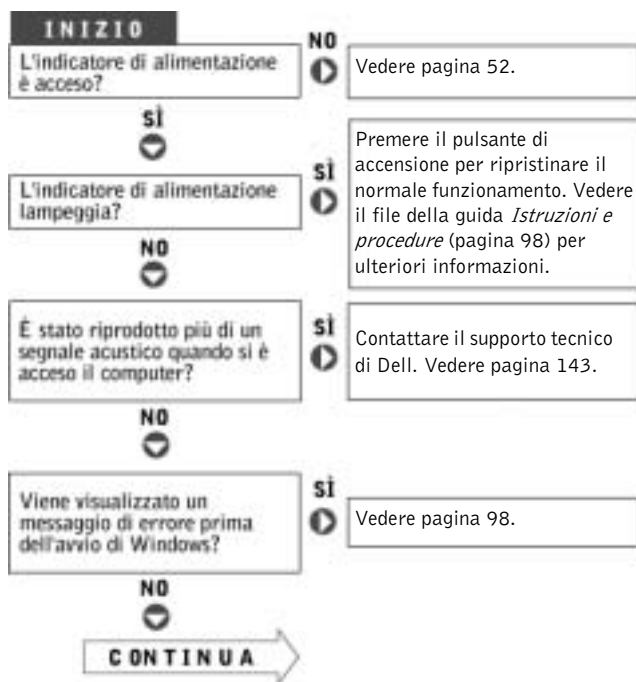 INIZIO
L'indicatore di alimentazione
è acceso?
NO
Vedere pagina 52.
SÌ
L'indicatore di alimentazione
lampeggia?
SÌ
Premere il pulsante di
accensione per ripristinare il
normale funzionamento. Vedere
il file della guida Istruzioni e
procedure (pagina 98) per
ulteriori informazioni.
NO
È stato riprodotto più di un
segnale acustico quando si è
acceso il computer?
SÌ
Contattare il supporto tecnico
di Dell. Vedere pagina 143.
NO
Viene visualizzato un
messaggio di errore prima
dell'avvio di Windows?
SÌ
Vedere pagina 98.
NO
CONTINUA